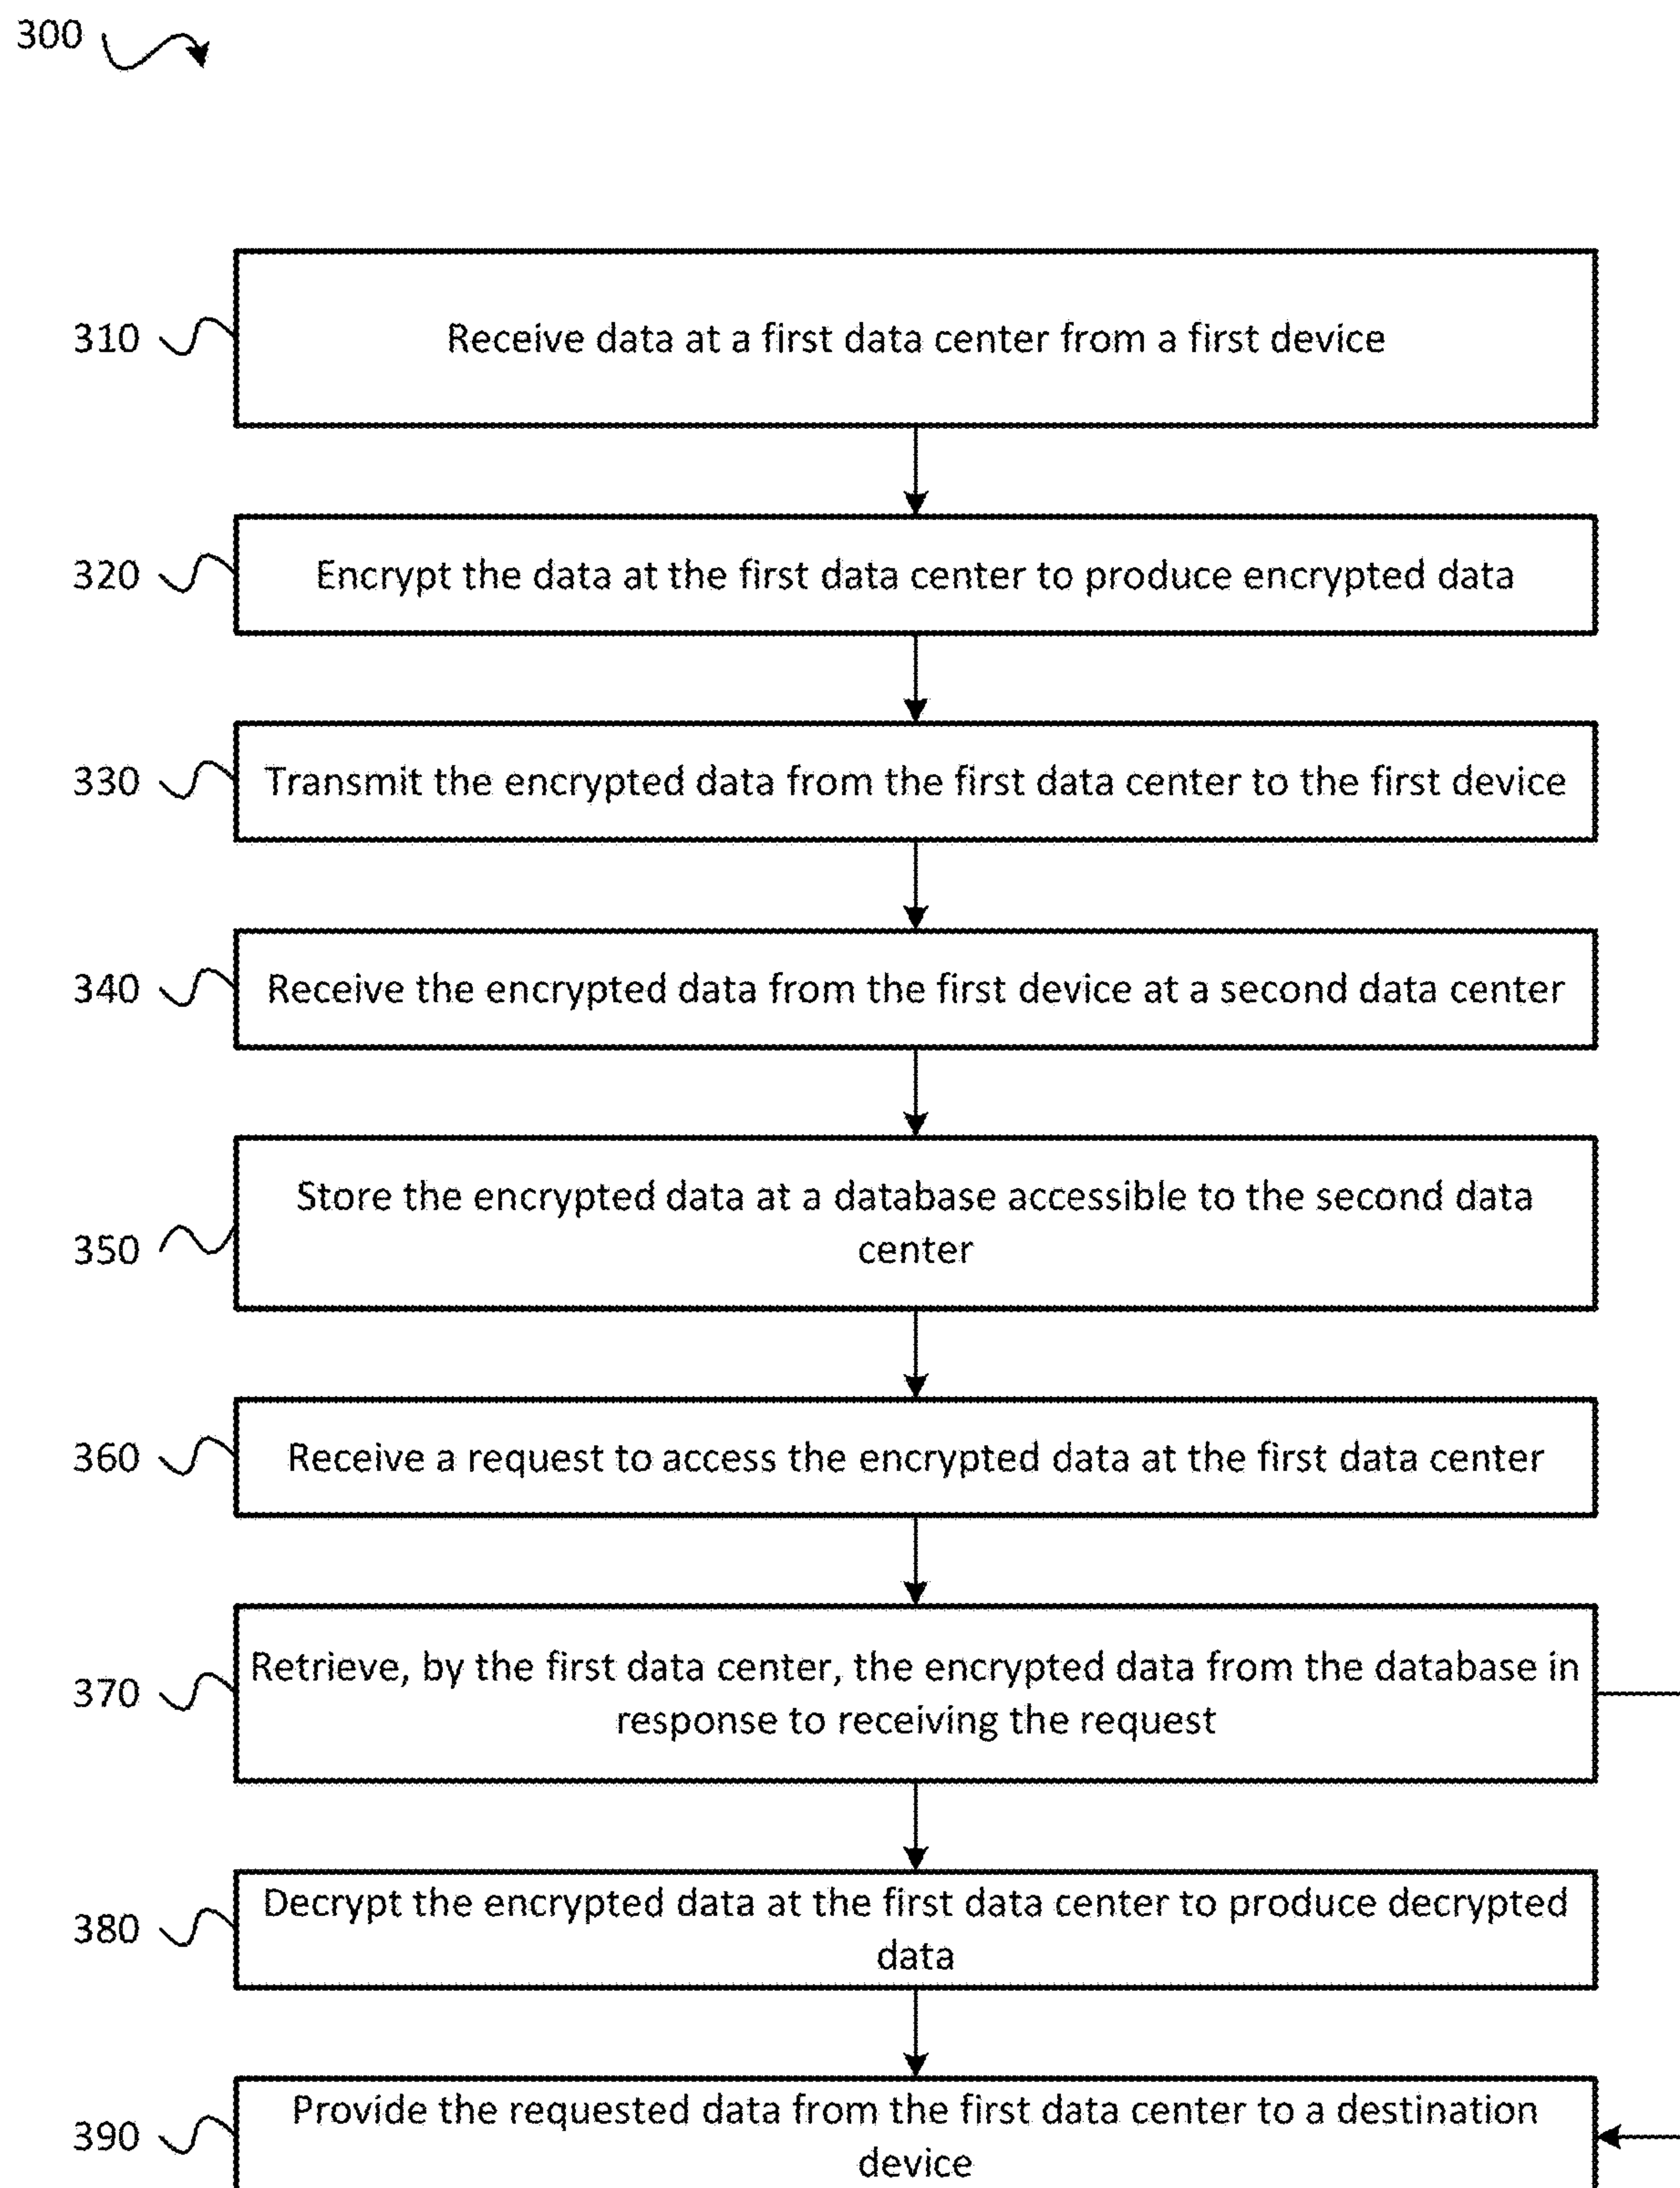 300
310
Receive data at a first data center from a first device
320
Encrypt the data at the first data center to produce encrypted data
330
Transmit the encrypted data from the first data center to the first device
340
Receive the encrypted data from the first device at a second data center
350
Store the encrypted data at a database accessible to the second data
center
360
Receive a request to access the encrypted data at the first data center
370
Retrieve, by the first data center, the encrypted data from the database in
response to receiving the request
380
Decrypt the encrypted data at the first data center to produce decrypted
data
390
Provide the requested data from the first data center to a destination
device